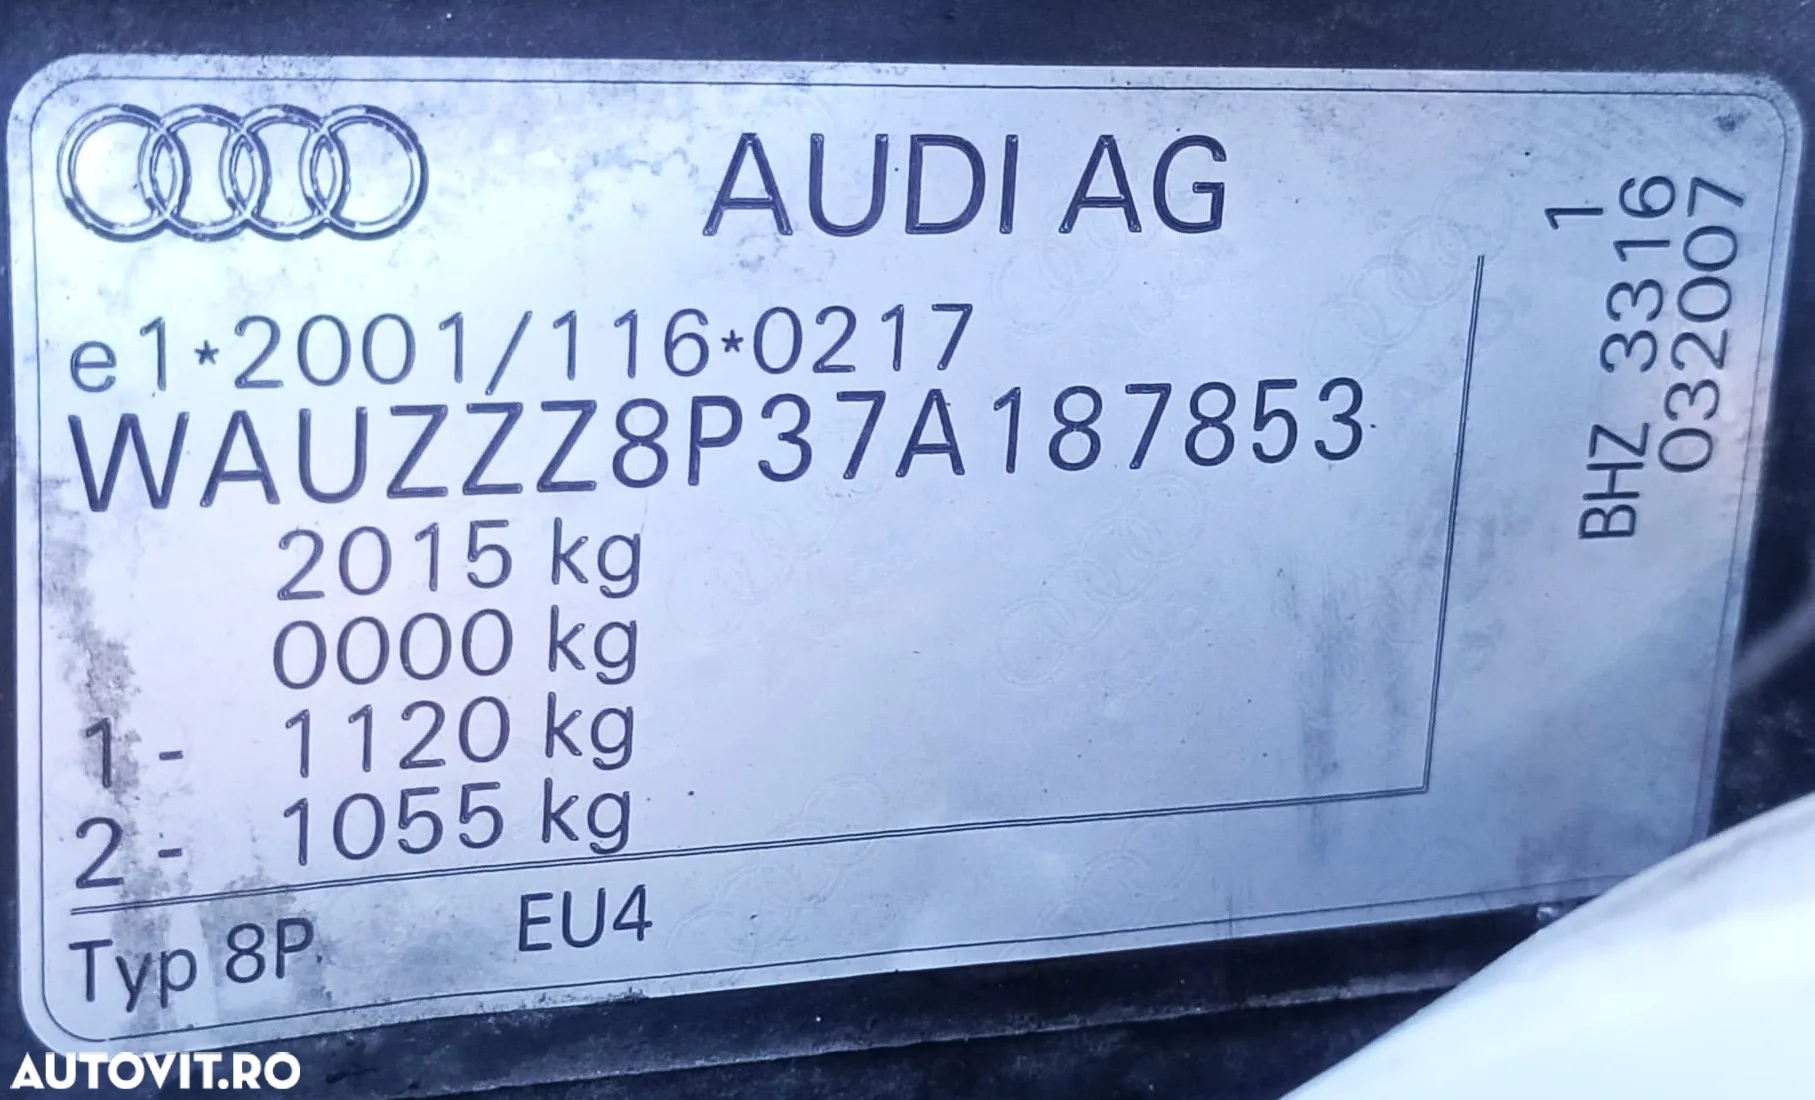 AUDI AG
e1*2001/116*0217
WAUZZZ8P37A187853
2015 kg
0000 kg
1 - 1120 kg
2 - 1055 kg
Typ 8P EU4
1
BHZ 3316
032007
AUTOVIT.RO